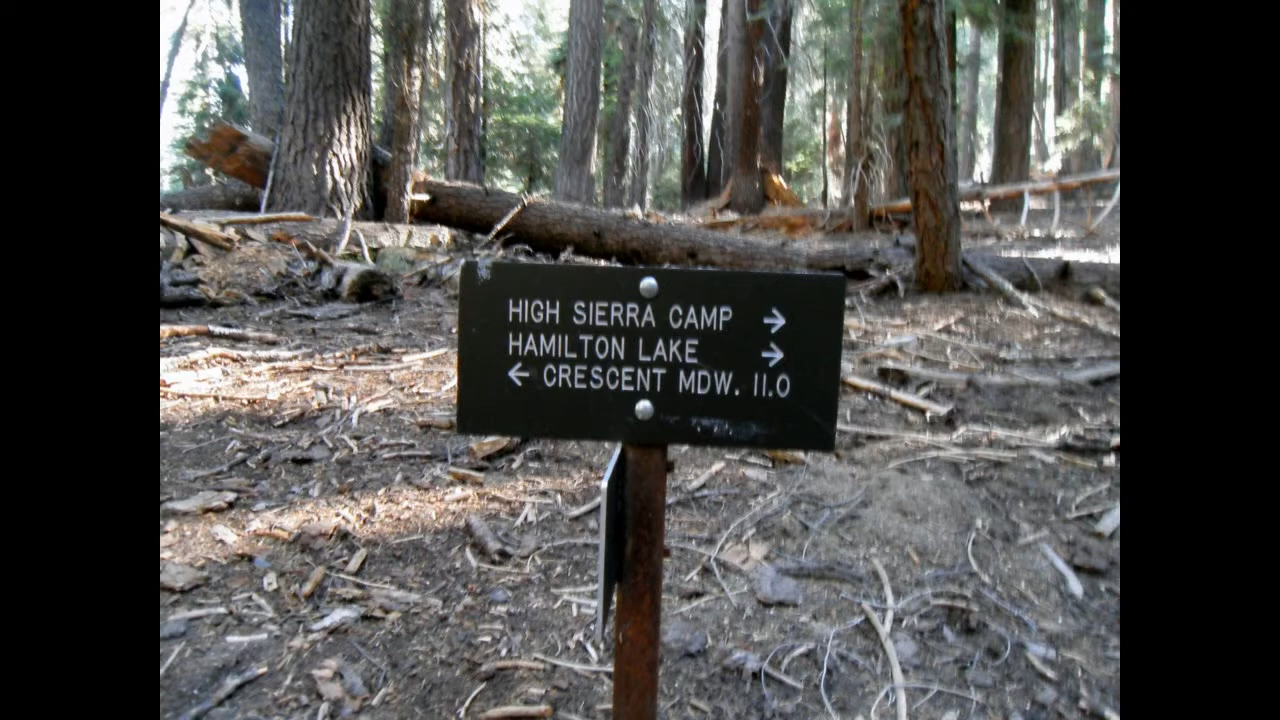 HIGH SIERRA CAMP →
HAMILTON LAKE →
← CRESCENT MDW. 11.0